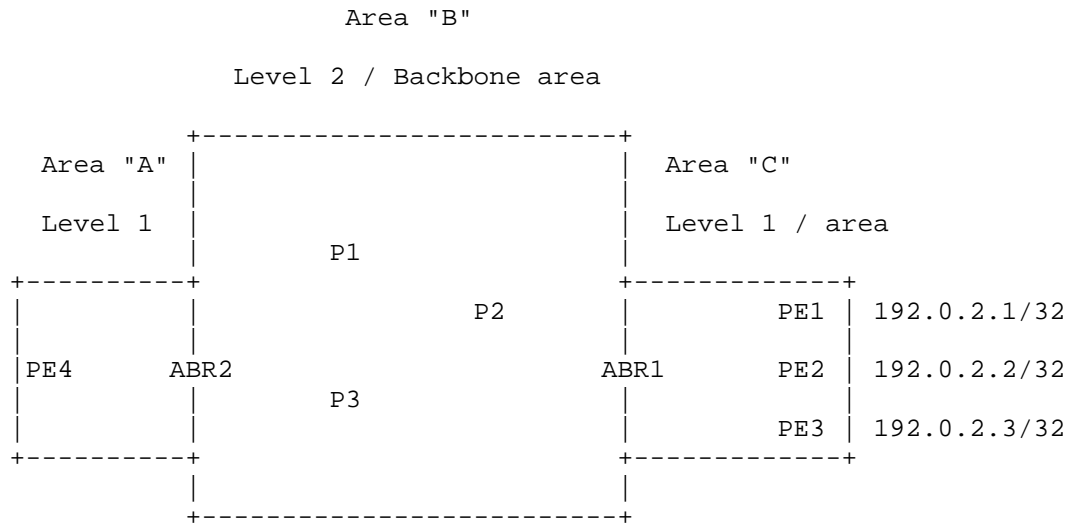 Area "B"
Level 2 / Backbone area
Area "A" Area "C"
Level 1 Level 1 / area
P1
P2 PE1 192.0.2.1/32
PE4 ABR2 ABR1 PE2 192.0.2.2/32
P3
PE3 192.0.2.3/32